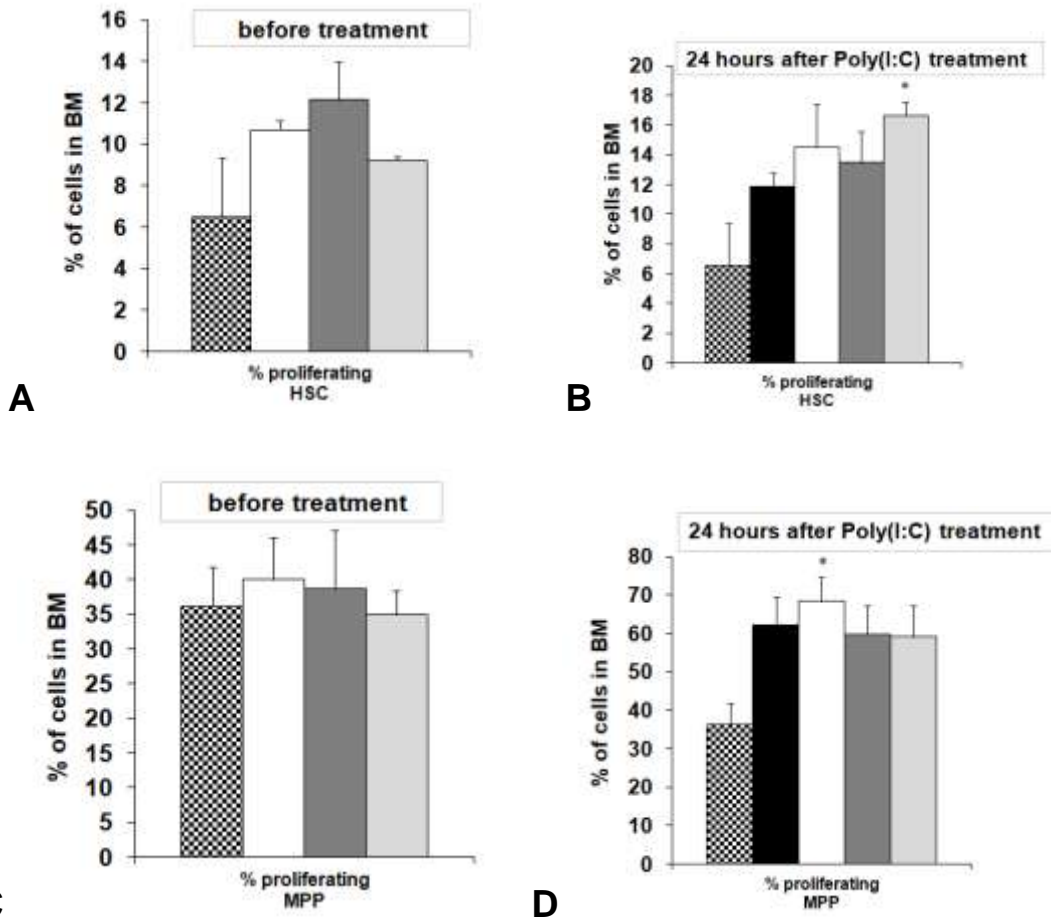 before treatment
% of cells in BM
16
14
12
10
8
6
4
2
0
% proliferating
HSC
A
24 hours after Poly(I:C) treatment
% of cells in BM
20
18
16
14
12
10
8
6
4
2
0
*
% proliferating
HSC
B
before treatment
% of cells in BM
50
45
40
35
30
25
20
15
10
5
0
% proliferating
MPP
24 hours after Poly(I:C) treatment
% of cells in BM
80
70
60
50
40
30
20
10
0
*
% proliferating
MPP
D